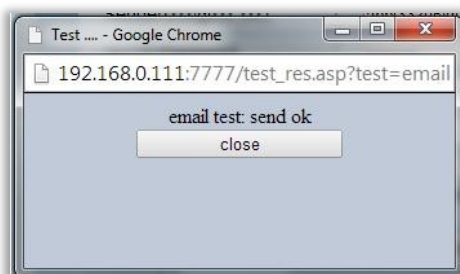 Test .... - Google Chrome
192.168.0.111:7777/test_res.asp?test=email
email test: send ok
close